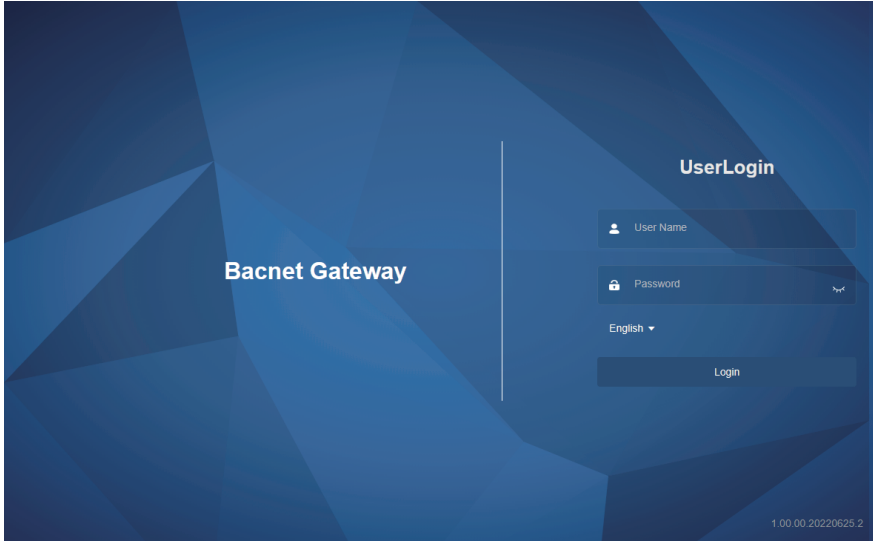 Bacnet Gateway
UserLogin
User Name
Password
English
Login
1.00.00.20220625.2